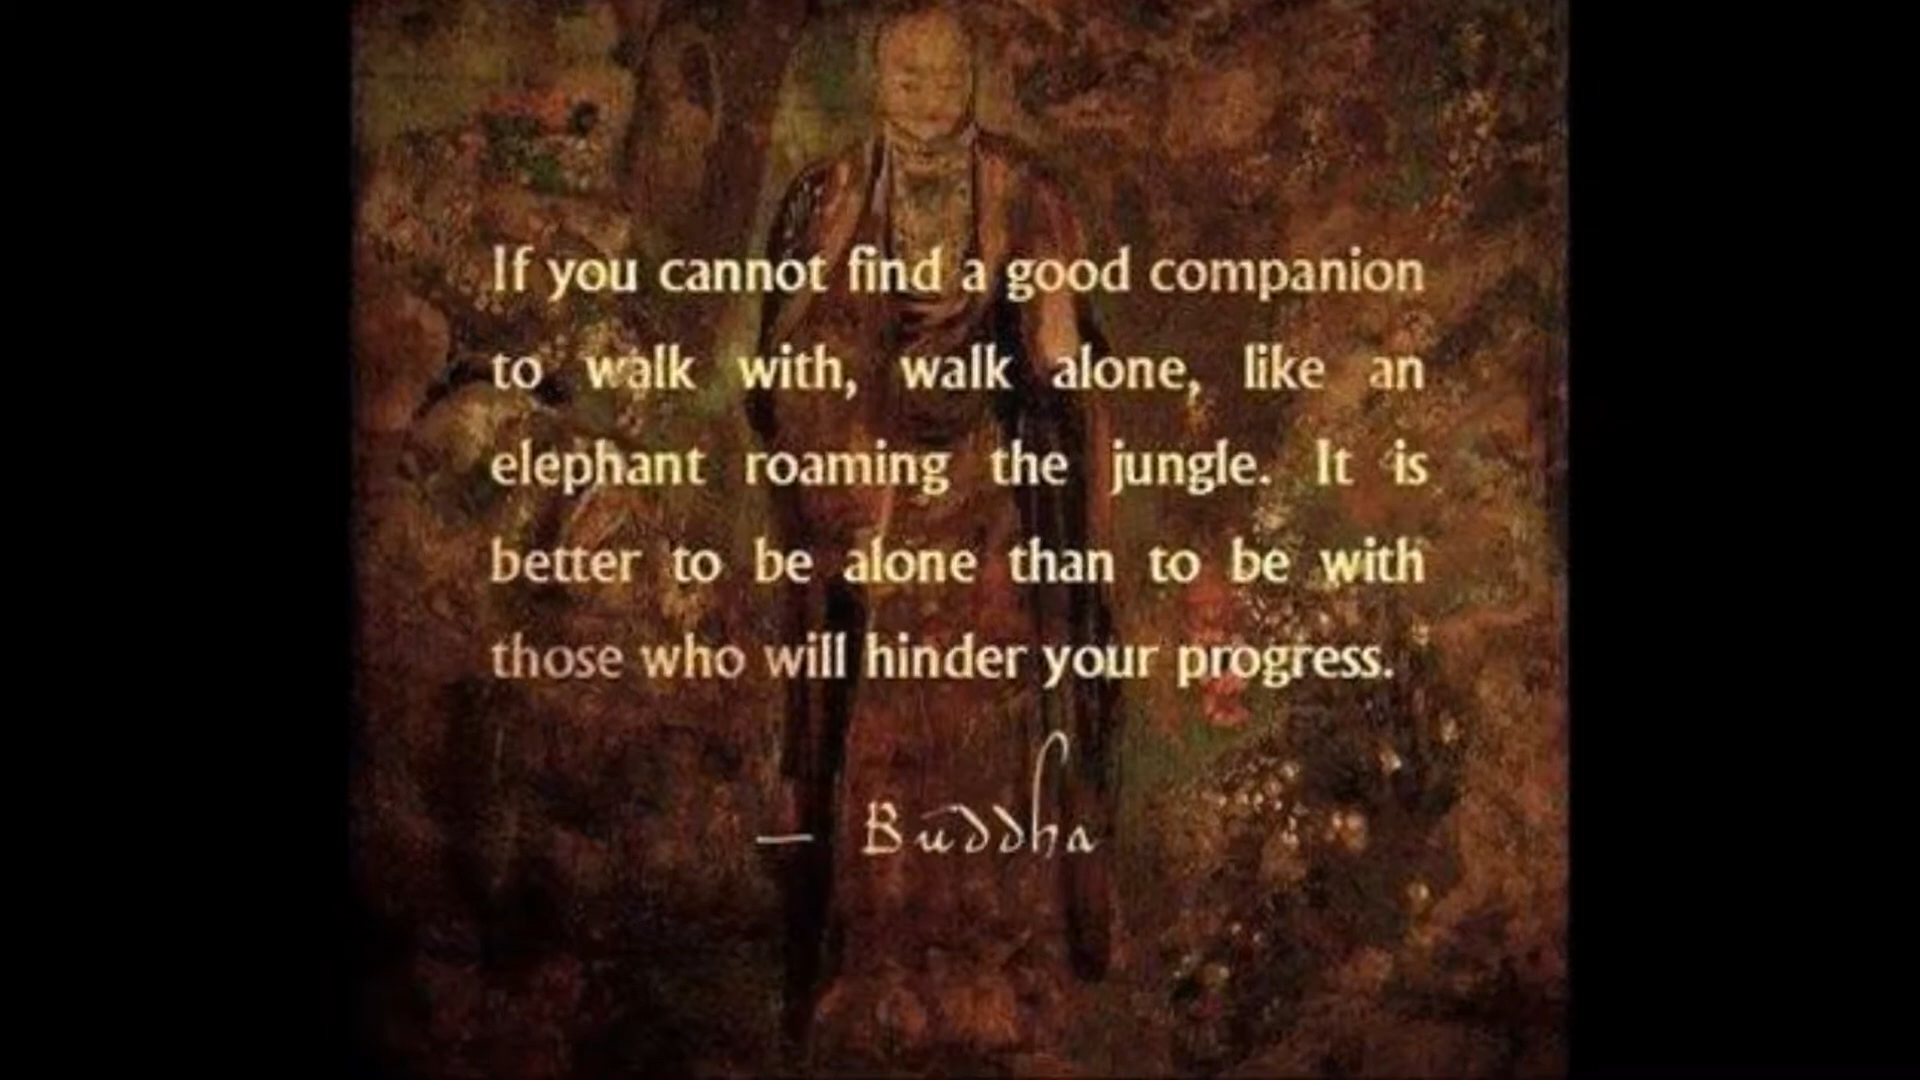 If you cannot find a good companion
to walk with, walk alone, like an
elephant roaming the jungle. It is
better to be alone than to be with
those who will hinder your progress.
— Buddha